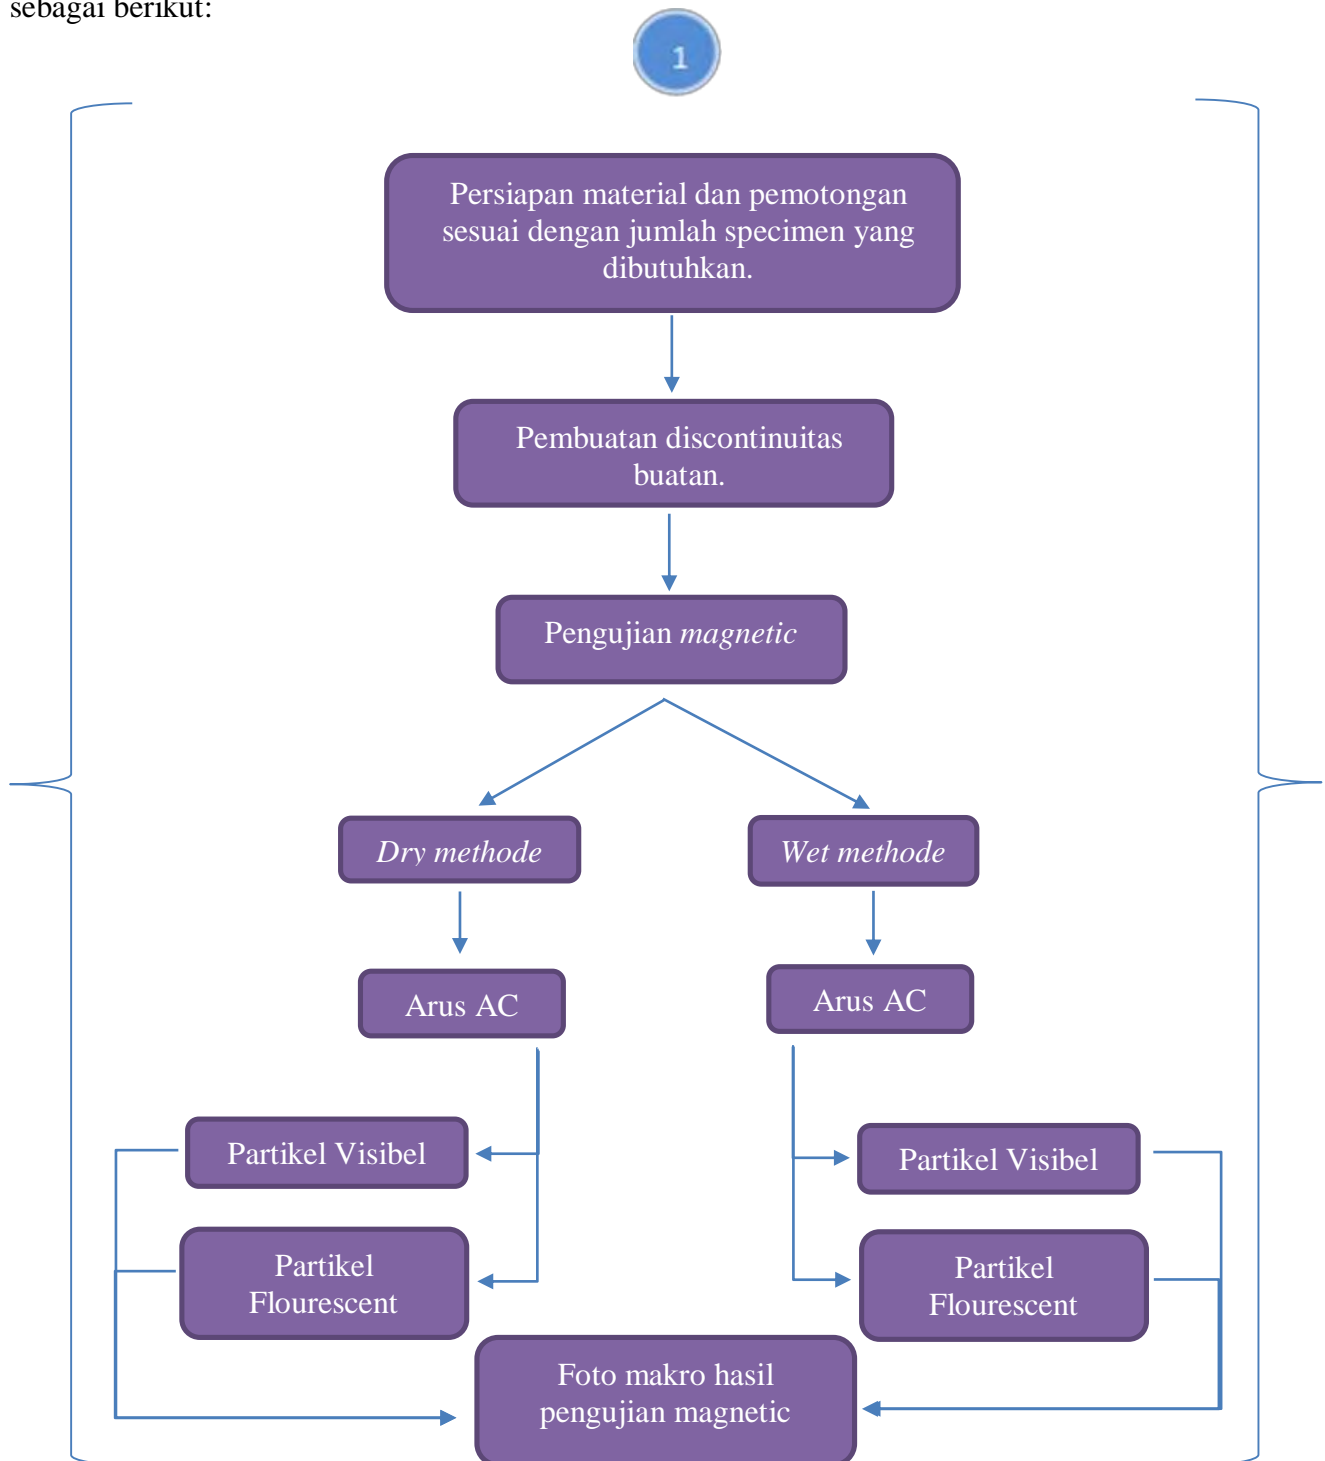 sebagai berikut:
1
Persiapan material dan pemotongan
sesuai dengan jumlah specimen yang
dibutuhkan.
Pembuatan discontinuitas
buatan.
Pengujian magnetic
Dry methode
Wet methode
Arus AC
Arus AC
Partikel Visibel
Partikel Visibel
Partikel
Flourescent
Partikel
Flourescent
Foto makro hasil
pengujian magnetic